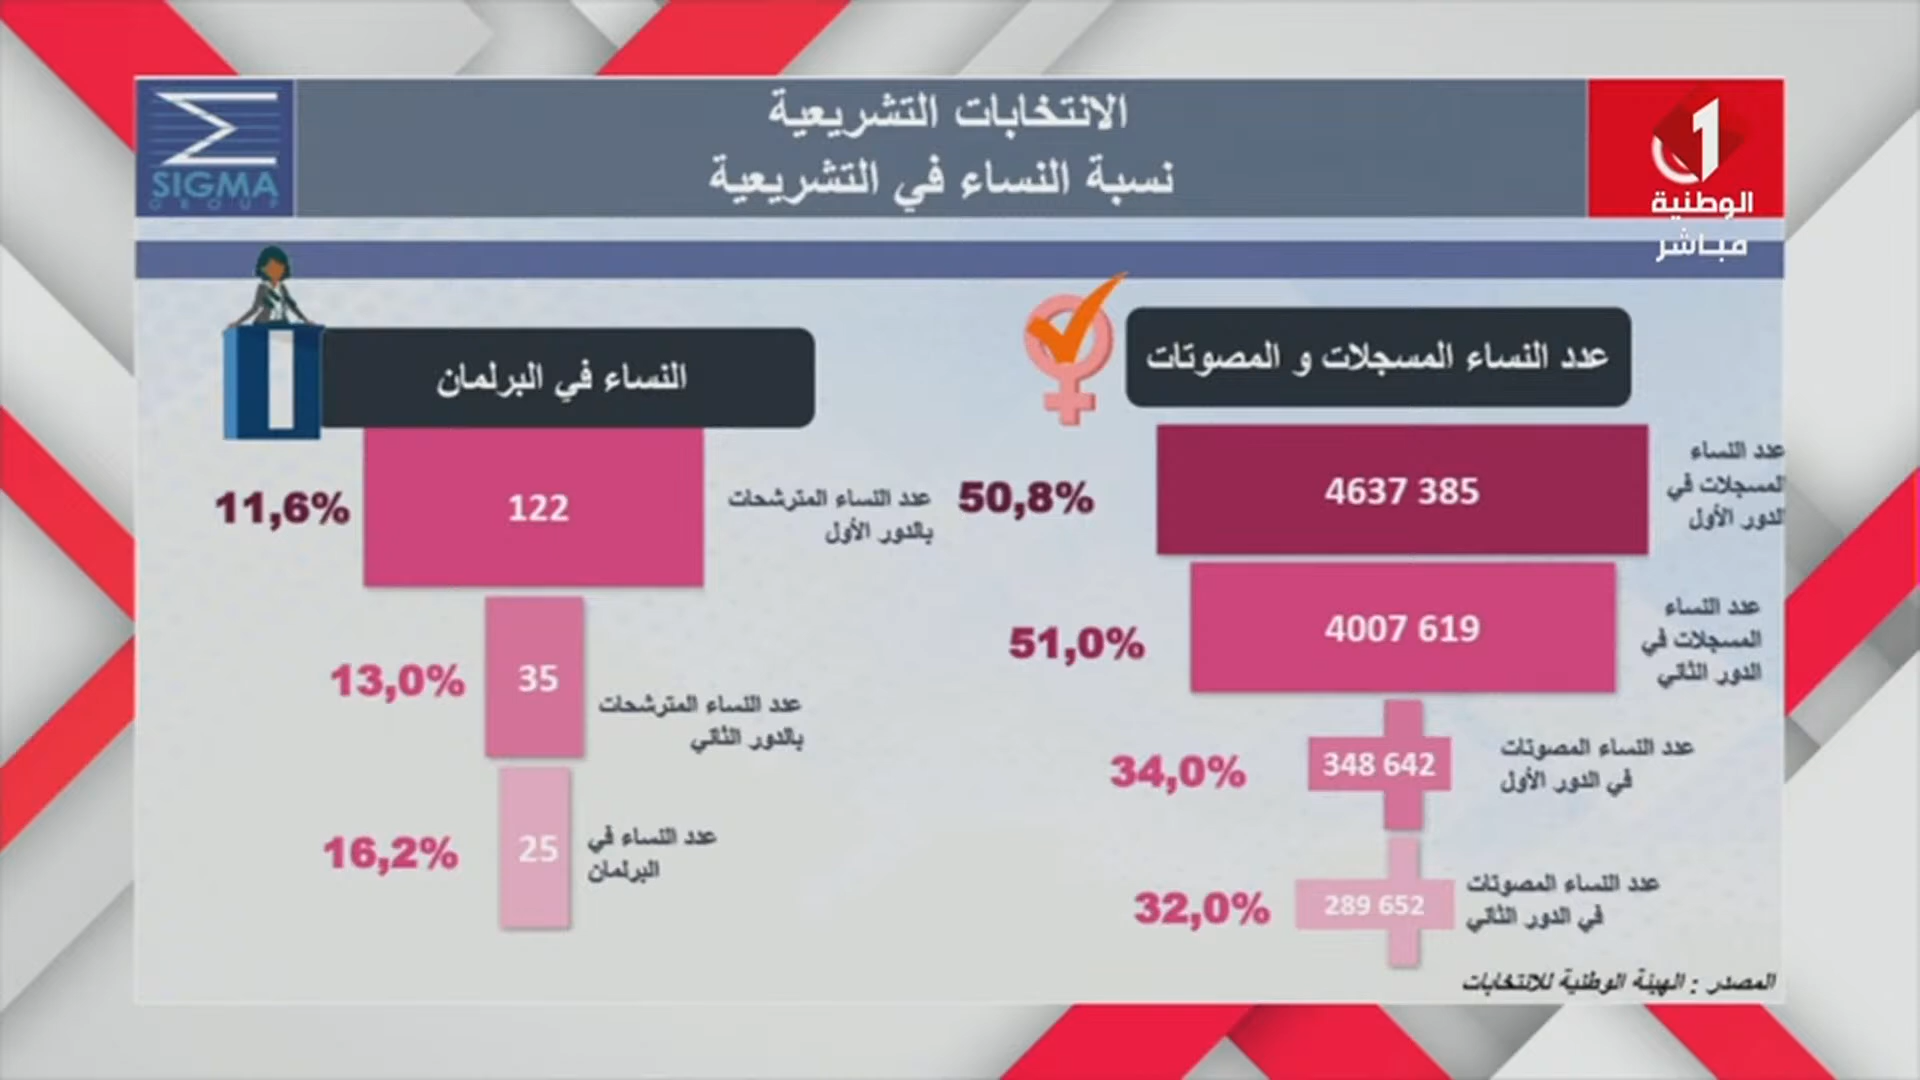 الانتخابات التشريعية
نسبة النساء في التشريعية
SIGMA
GROUP
1
الوطنية
مباشر
عدد النساء المسجلات و المصوتات
عدد النساء
المسجلات في
الدور الأول
4637 385
50,8%
عدد النساء
المسجلات في
الدور الثاني
4007 619
51,0%
عدد النساء المصوتات
في الدور الأول
348 642
34,0%
عدد النساء المصوتات
في الدور الثاني
289 652
32,0%
النساء في البرلمان
عدد النساء المترشحات
بالدور الأول
122
11,6%
عدد النساء المترشحات
بالدور الثاني
35
13,0%
عدد النساء في
البرلمان
25
16,2%
المصدر : الهيئة الوطنية للانتخابات